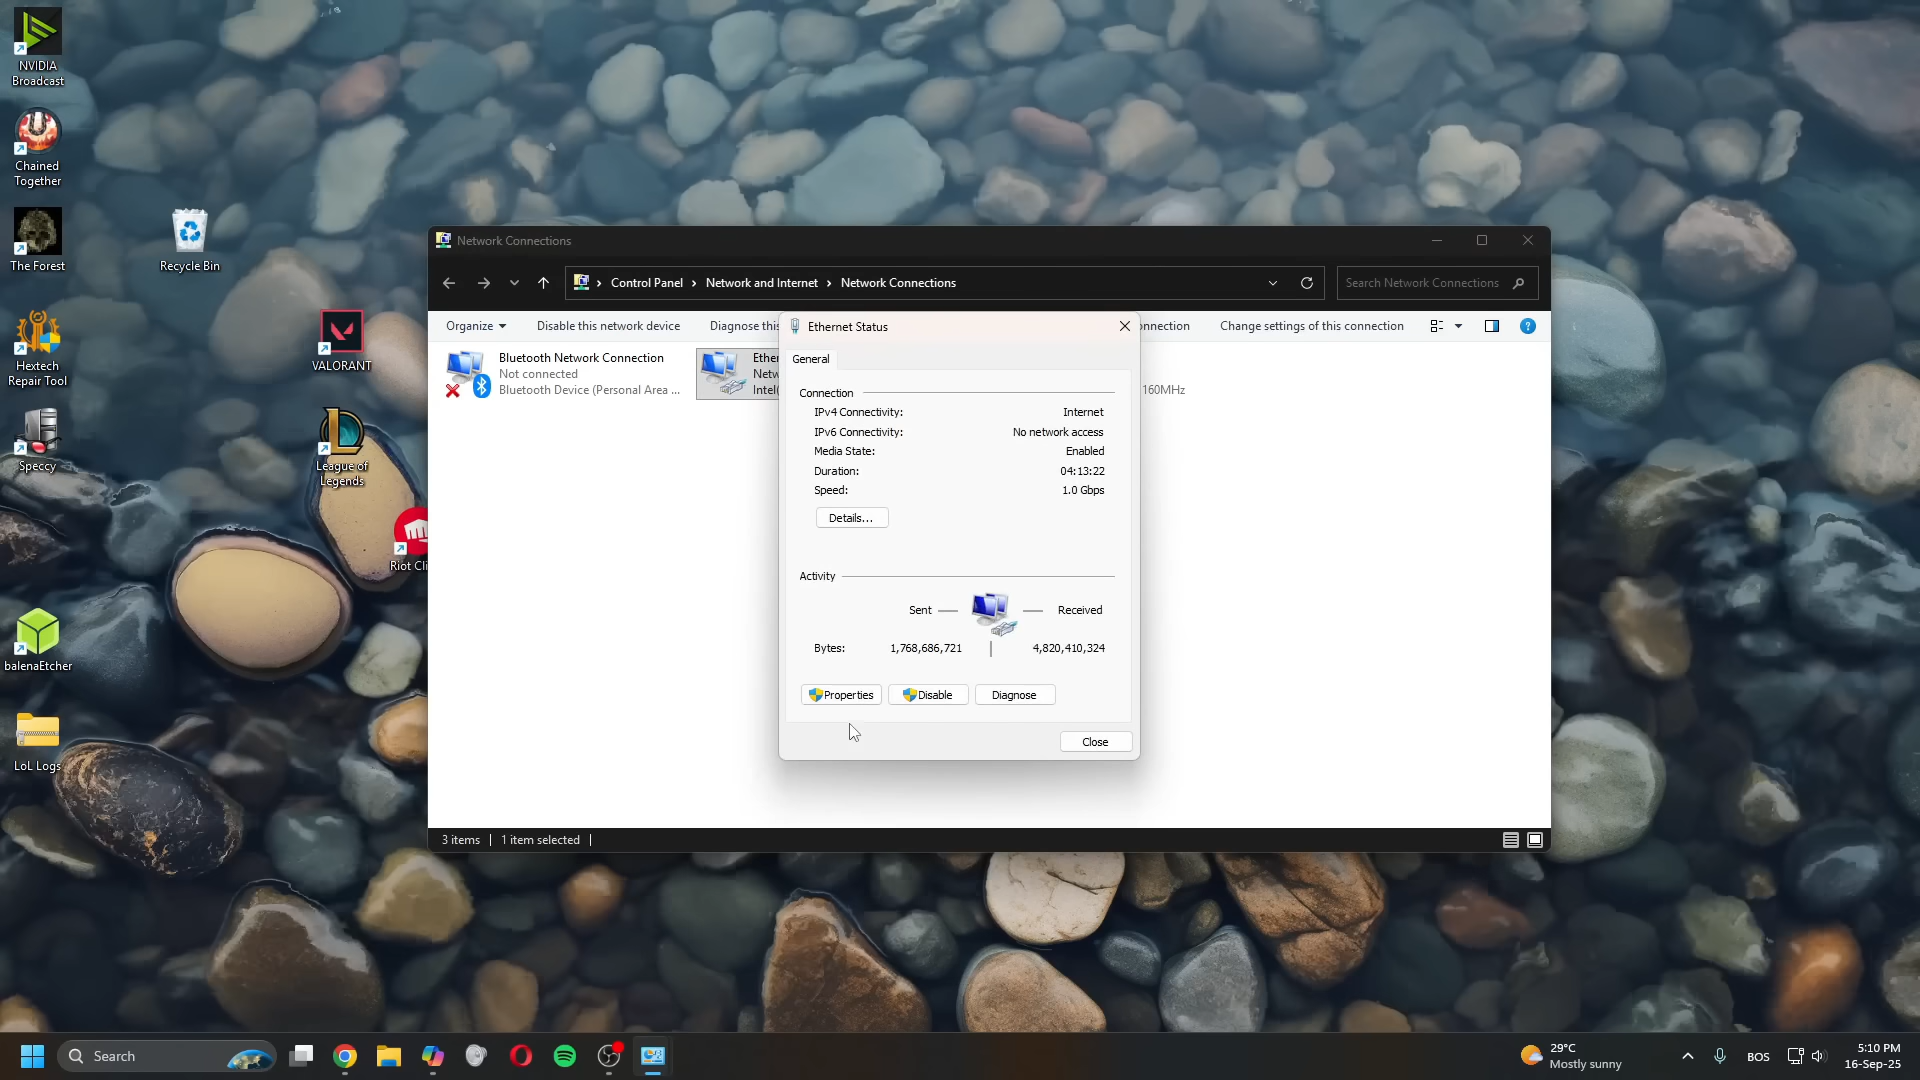 NVIDIA
Broadcast
Chained
Together
The Forest
Recycle Bin
Hextech
Repair Tool
VALORANT
Speccy
League of
Legends
Riot Cli
balenaEtcher
LoL Logs
Network Connections
Control Panel > Network and Internet > Network Connections
Search Network Connections
Organize
Disable this network device
Diagnose this
onnection
Change settings of this connection
Bluetooth Network Connection
Not connected
Bluetooth Device (Personal Area ...
Ether
Netw
Intel(
160MHz
Ethernet Status
General
Connection
IPv4 Connectivity: Internet
IPv6 Connectivity: No network access
Media State: Enabled
Duration: 04:13:22
Speed: 1.0 Gbps
Details...
Activity
Sent — — Received
Bytes: 1,768,686,721 | 4,820,410,324
Properties
Disable
Diagnose
Close
3 items | 1 item selected |
Search
29°C
Mostly sunny
BOS
5:10 PM
16-Sep-25